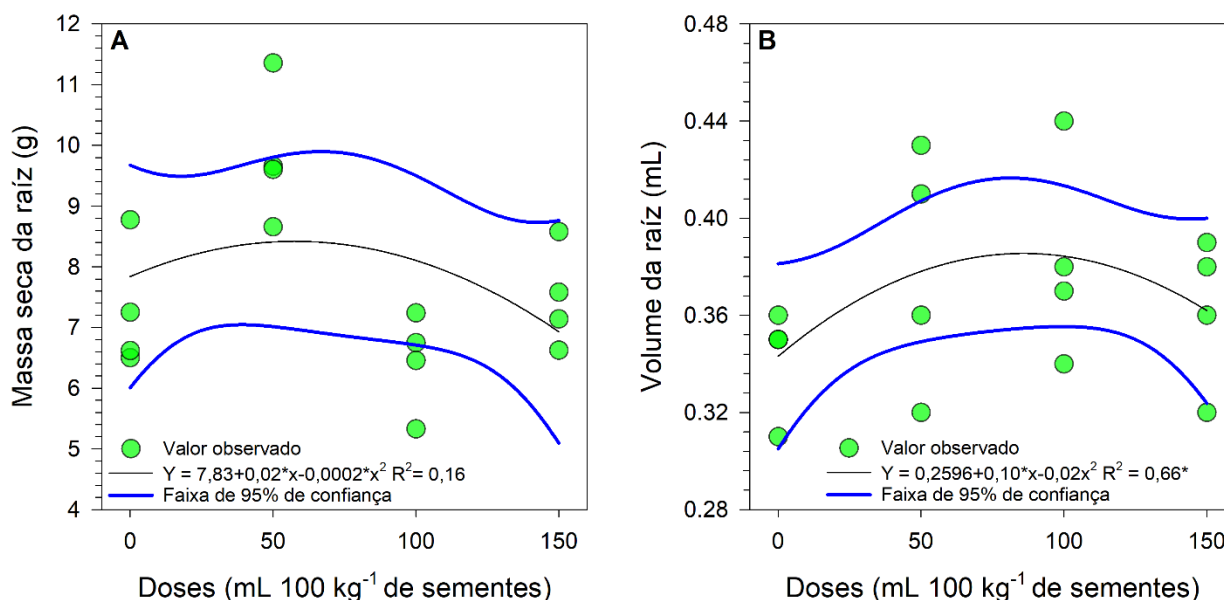 A
Massa seca da raíz (g)
12
11
10
9
8
7
6
5
4
Valor observado
Y = 7,83+0,02*x-0,0002*x² R²= 0,16
Faixa de 95% de confiança
0 50 100 150
Doses (mL 100 kg⁻¹ de sementes)
B
Volume da raíz (mL)
0.48
0.44
0.40
0.36
0.32
0.28
Valor observado
Y = 0,2596+0,10*x-0,02x² R² = 0,66*
Faixa de 95% de confiança
0 50 100 150
Doses (mL 100 kg⁻¹ de sementes)